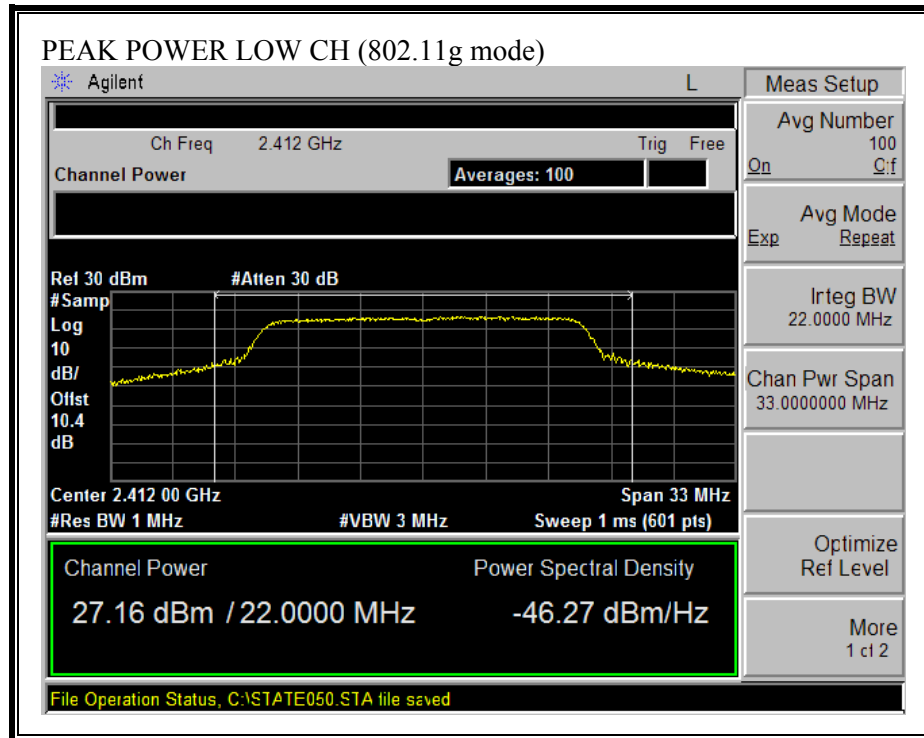 PEAK POWER LOW CH (802.11g mode)
Agilent L
Ch Freq 2.412 GHz Trig Free
Channel Power Averages: 100
Ref 30 dBm #Atten 30 dB
#Samp
Log
10
dB/
Offst
10.4
dB
Center 2.412 00 GHz Span 33 MHz
#Res BW 1 MHz #VBW 3 MHz Sweep 1 ms (601 pts)
Channel Power Power Spectral Density
27.16 dBm / 22.0000 MHz -46.27 dBm/Hz
File Operation Status, C:\STATE050.STA file saved
Meas Setup
Avg Number
100
On Off
Avg Mode
Exp Repeat
Integ BW
22.0000 MHz
Chan Pwr Span
33.0000000 MHz
Optimize
Ref Level
More
1 of 2